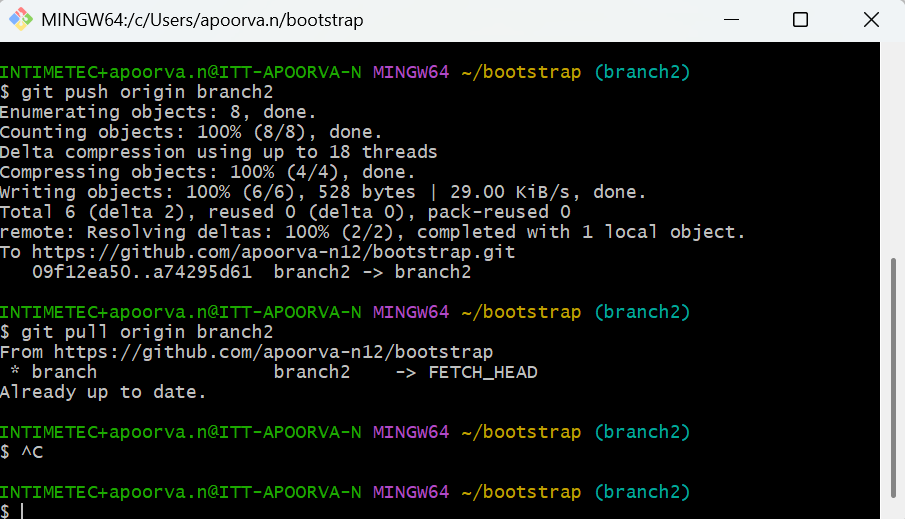 MINGW64:/c/Users/apoorva.n/bootstrap
INTIMETEC+apoorva.n@ITT-APOORVA-N MINGW64 ~/bootstrap (branch2)
$ git push origin branch2
Enumerating objects: 8, done.
Counting objects: 100% (8/8), done.
Delta compression using up to 18 threads
Compressing objects: 100% (4/4), done.
Writing objects: 100% (6/6), 528 bytes | 29.00 KiB/s, done.
Total 6 (delta 2), reused 0 (delta 0), pack-reused 0
remote: Resolving deltas: 100% (2/2), completed with 1 local object.
To https://github.com/apoorva-n12/bootstrap.git
   09f12ea50..a74295d61  branch2 -> branch2
INTIMETEC+apoorva.n@ITT-APOORVA-N MINGW64 ~/bootstrap (branch2)
$ git pull origin branch2
From https://github.com/apoorva-n12/bootstrap
 * branch                branch2    -> FETCH_HEAD
Already up to date.
INTIMETEC+apoorva.n@ITT-APOORVA-N MINGW64 ~/bootstrap (branch2)
$ ^C
INTIMETEC+apoorva.n@ITT-APOORVA-N MINGW64 ~/bootstrap (branch2)
$